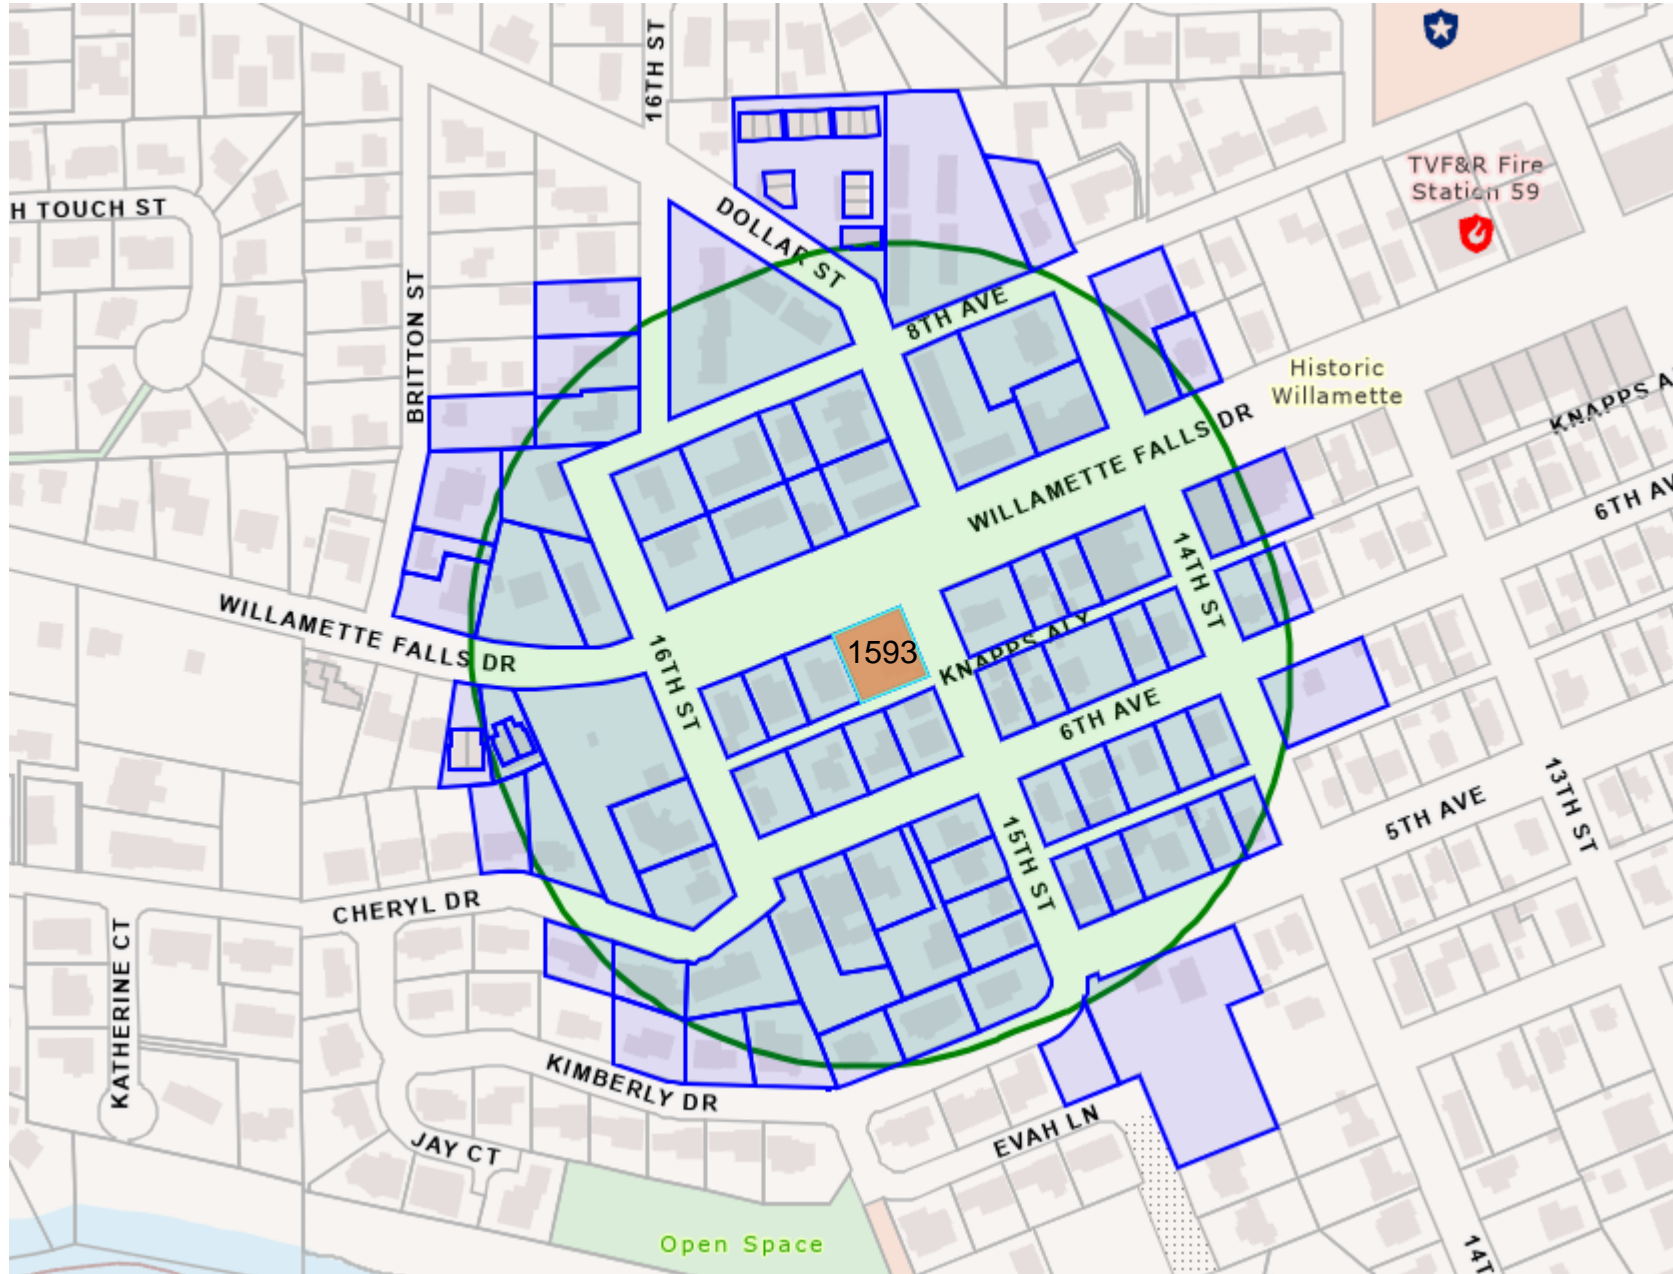 16TH ST
TVF&R Fire
Station 59
H TOUCH ST
DOLLAR ST
BRITTON ST
8TH AVE
Historic
Willamette
KNAPPS A
WILLAMETTE FALLS DR
6TH AV
14TH ST
WILLAMETTE FALLS DR
16TH ST
1593
KNAPPS ALY
6TH AVE
13TH ST
5TH AVE
15TH ST
CHERYL DR
KATHERINE CT
KIMBERLY DR
EVAH LN
JAY CT
Open Space
14T